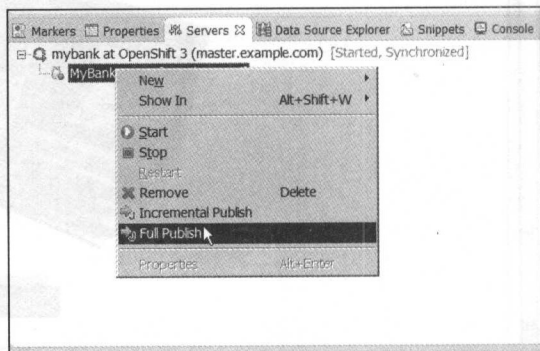 Markers Properties Servers Data Source Explorer Snippets Console
mybank at OpenShift 3 (master.example.com) [Started, Synchronized]
MyBank
New
Show In Alt+Shift+W
Start
Stop
Restart
Remove Delete
Incremental Publish
Full Publish
Properties Alt+Enter